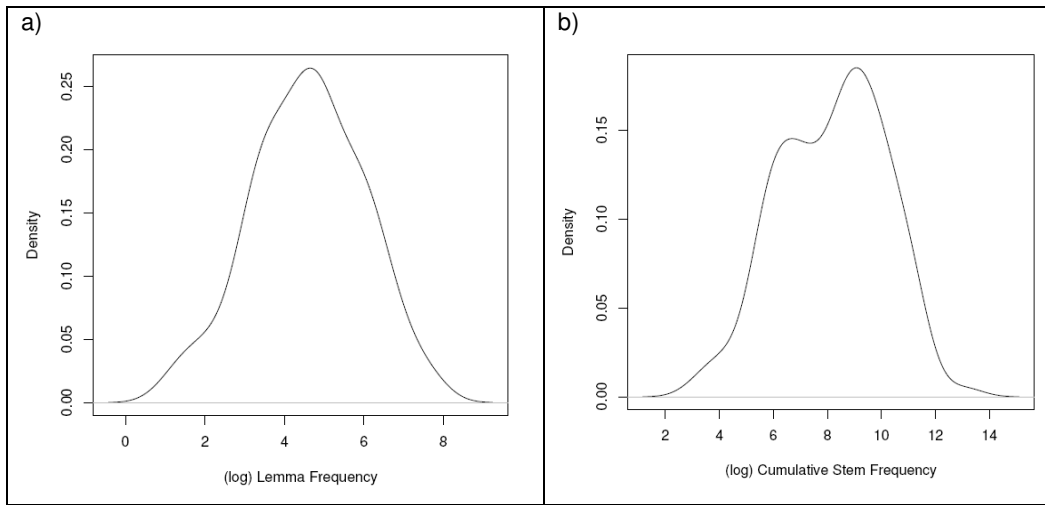 a)
0.25
0.20
0.15
0.10
0.05
0.00
Density
0 2 4 6 8
(log) Lemma Frequency
b)
0.15
0.10
0.05
0.00
Density
2 4 6 8 10 12 14
(log) Cumulative Stem Frequency